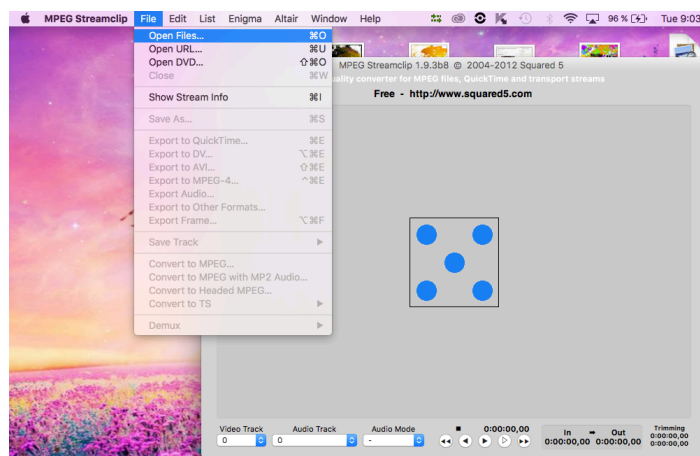 MPEG Streamclip File Edit List Enigma Altair Window Help 96 % Tue 9:03
Open Files... ⌘O
Open URL... ⌘U
Open DVD... ⇧⌘O
Close ⌘W
Show Stream Info ⌘I
Save As... ⌘S
Export to QuickTime... ⌘E
Export to DV... ⌥⌘E
Export to AVI... ⇧⌘E
Export to MPEG-4... ^⌘E
Export Audio...
Export to Other Formats...
Export Frame... ⌥⌘F
Save Track
Convert to MPEG...
Convert to MPEG with MP2 Audio...
Convert to Headed MPEG...
Convert to TS
Demux
MPEG Streamclip 1.9.3b8 © 2004-2012 Squared 5
converter for MPEG files, QuickTime and transport streams
Free - http://www.squared5.com
Video Track Audio Track Audio Mode 0:00:00,00
0 0 -
In ➡ Out
0:00:00,00 0:00:00,00
Trimming
0:00:00,00
0:00:00,00